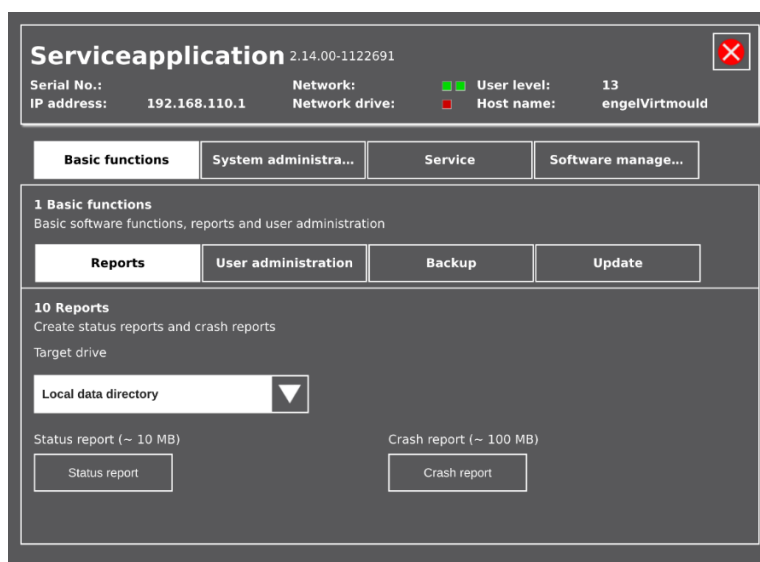 Serviceapplication 2.14.00-1122691
Serial No.: Network: User level: 13
IP address: 192.168.110.1 Network drive: Host name: engelVirtmould
Basic functions System administra... Service Software manage...
1 Basic functions
Basic software functions, reports and user administration
Reports User administration Backup Update
10 Reports
Create status reports and crash reports
Target drive
Local data directory
Status report (~ 10 MB) Crash report (~ 100 MB)
Status report Crash report